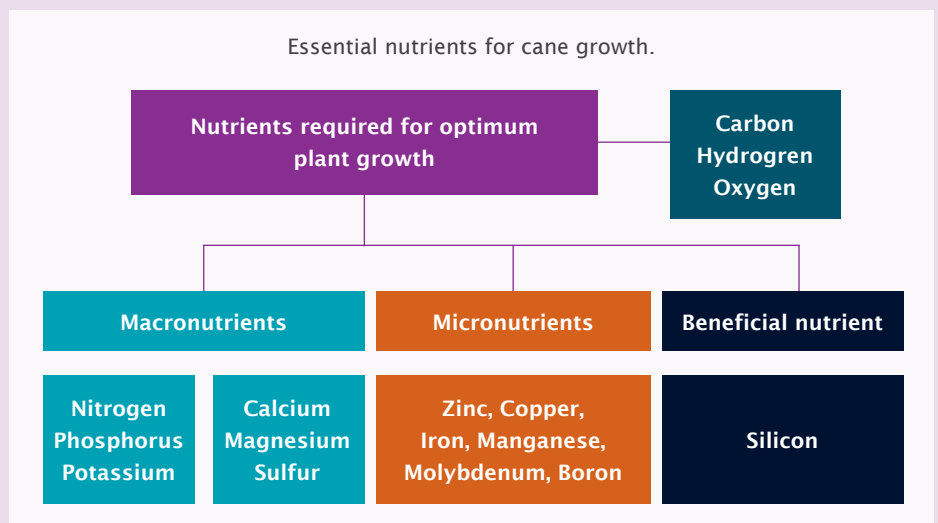 Essential nutrients for cane growth.
Nutrients required for optimum
plant growth
Carbon
Hydrogren
Oxygen
Macronutrients
Micronutrients
Beneficial nutrient
Nitrogen
Phosphorus
Potassium
Calcium
Magnesium
Sulfur
Zinc, Copper,
Iron, Manganese,
Molybdenum, Boron
Silicon